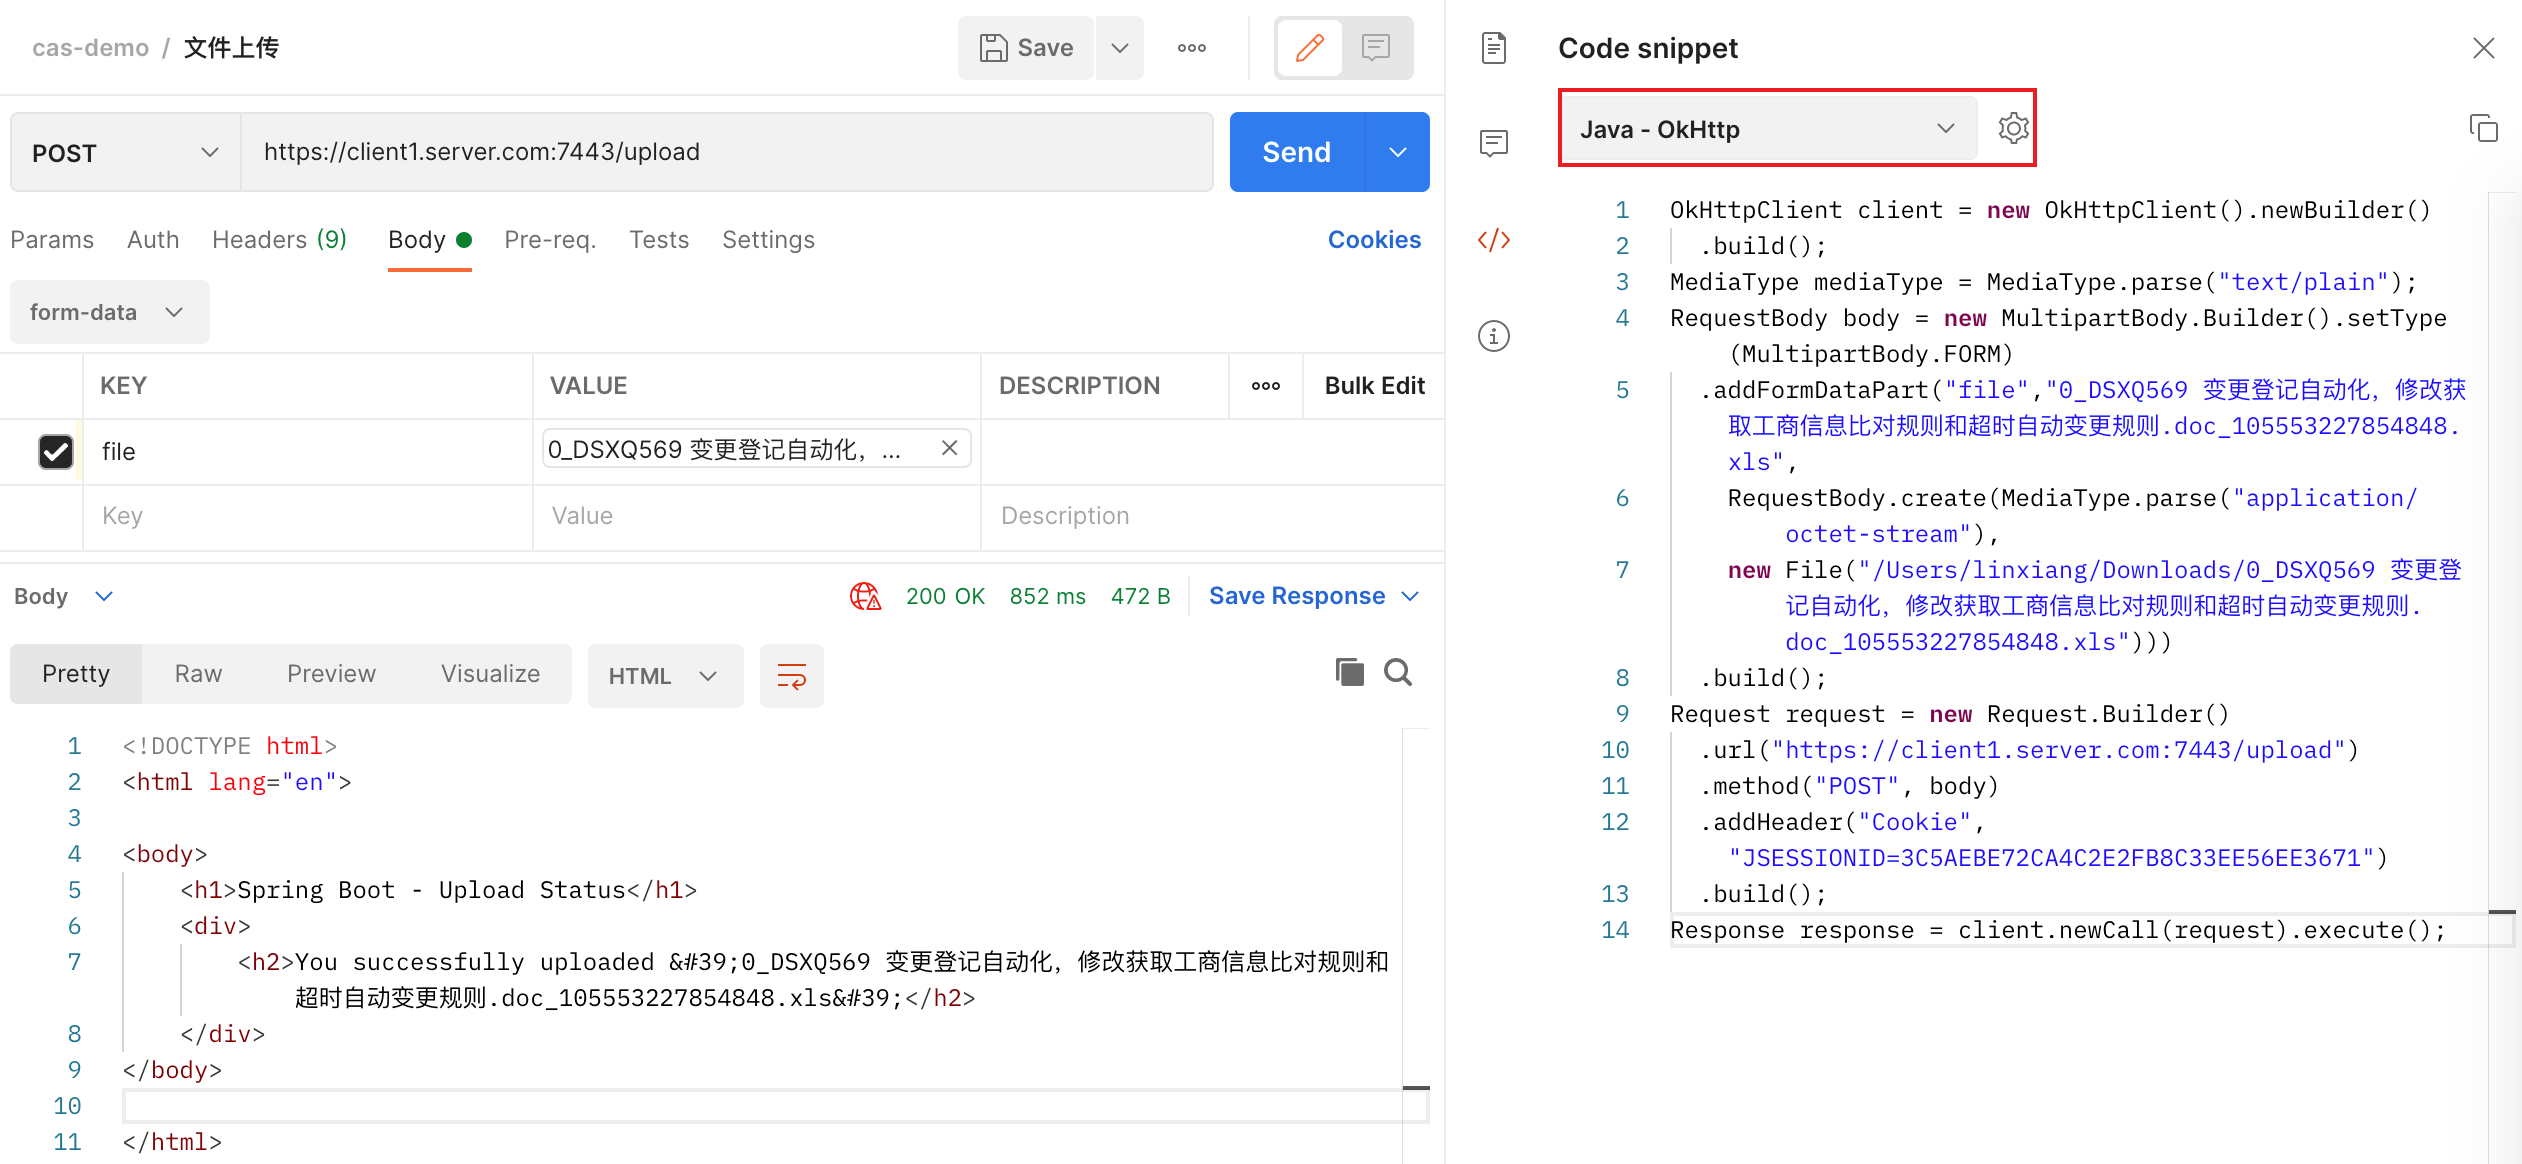 cas-demo / 文件上传
Save
POST
https://client1.server.com:7443/upload
Send
Params Auth Headers (9) Body Pre-req. Tests Settings Cookies
form-data
KEY VALUE DESCRIPTION Bulk Edit
file 0_DSXQ569 变更登记自动化，...
Key Value Description
Body 200 OK 852 ms 472 B Save Response
Pretty Raw Preview Visualize HTML
1 <!DOCTYPE html>
2 <html lang="en">
3
4 <body>
5 <h1>Spring Boot - Upload Status</h1>
6 <div>
7 <h2>You successfully uploaded &#39;0_DSXQ569 变更登记自动化，修改获取工商信息比对规则和
超时自动变更规则.doc_105553227854848.xls&#39;</h2>
8 </div>
9 </body>
10
11 </html>
Code snippet
Java - OkHttp
1 OkHttpClient client = new OkHttpClient().newBuilder()
2 .build();
3 MediaType mediaType = MediaType.parse("text/plain");
4 RequestBody body = new MultipartBody.Builder().setType
(MultipartBody.FORM)
5 .addFormDataPart("file","0_DSXQ569 变更登记自动化，修改获
取工商信息比对规则和超时自动变更规则.doc_105553227854848.
xls",
6 RequestBody.create(MediaType.parse("application/
octet-stream"),
7 new File("/Users/linxiang/Downloads/0_DSXQ569 变更登
记自动化，修改获取工商信息比对规则和超时自动变更规则.
doc_105553227854848.xls")))
8 .build();
9 Request request = new Request.Builder()
10 .url("https://client1.server.com:7443/upload")
11 .method("POST", body)
12 .addHeader("Cookie",
"JSESSIONID=3C5AEBE72CA4C2E2FB8C33EE56EE3671")
13 .build();
14 Response response = client.newCall(request).execute();